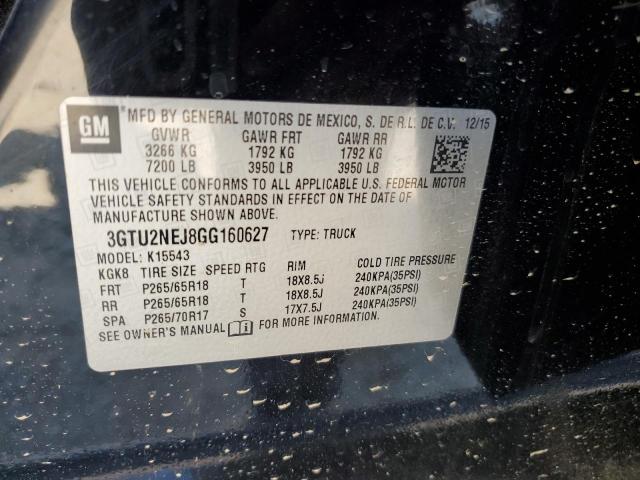 GM MFD BY GENERAL MOTORS DE MEXICO, S. DE R.L. DE C.V. 12/15
GVWR GAWR FRT GAWR RR
3266 KG 1792 KG 1792 KG
7200 LB 3950 LB 3950 LB
THIS VEHICLE CONFORMS TO ALL APPLICABLE U.S. FEDERAL MOTOR
VEHICLE SAFETY STANDARDS IN EFFECT ON THE DATE OF
MANUFACTURE SHOWN ABOVE.
3GTU2NEJ8GG160627 TYPE: TRUCK
MODEL: K15543
KGK8 TIRE SIZE SPEED RTG RIM COLD TIRE PRESSURE
FRT P265/65R18 T 18X8.5J 240KPA(35PSI)
RR P265/65R18 T 18X8.5J 240KPA(35PSI)
SPA P265/70R17 S 17X7.5J 240KPA(35PSI)
SEE OWNER'S MANUAL FOR MORE INFORMATION.